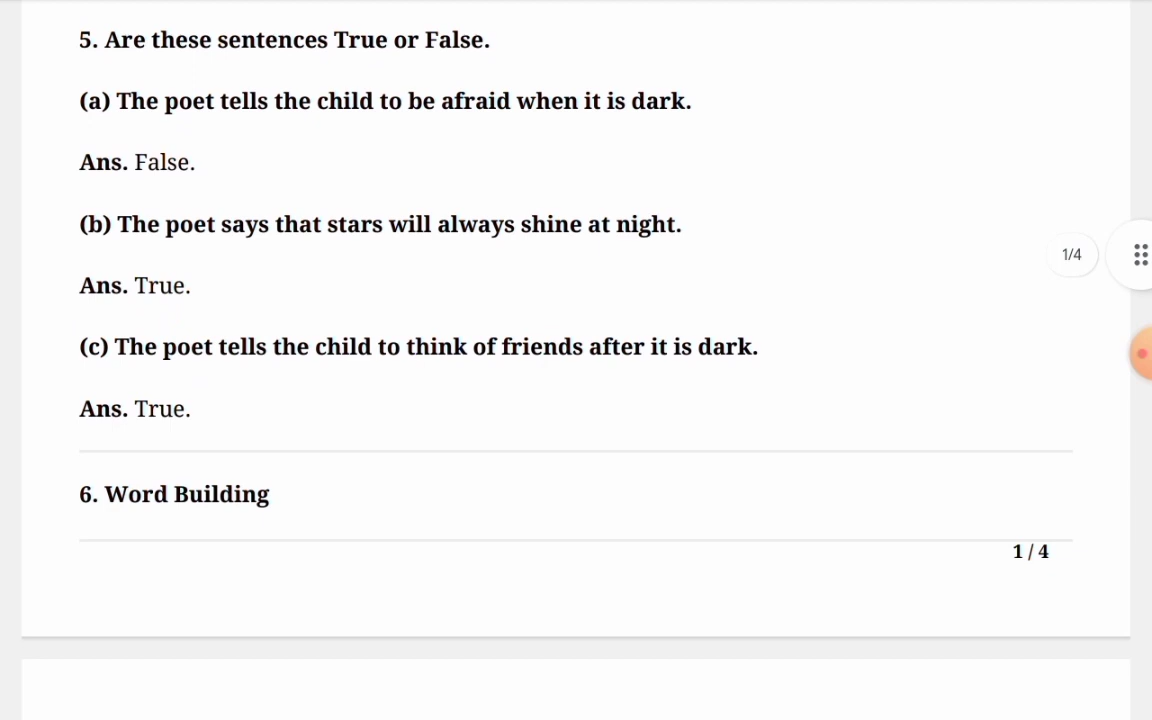 5. Are these sentences True or False.
(a) The poet tells the child to be afraid when it is dark.
Ans. False.
(b) The poet says that stars will always shine at night.
1/4
Ans. True.
(c) The poet tells the child to think of friends after it is dark.
Ans. True.
6. Word Building
1 / 4